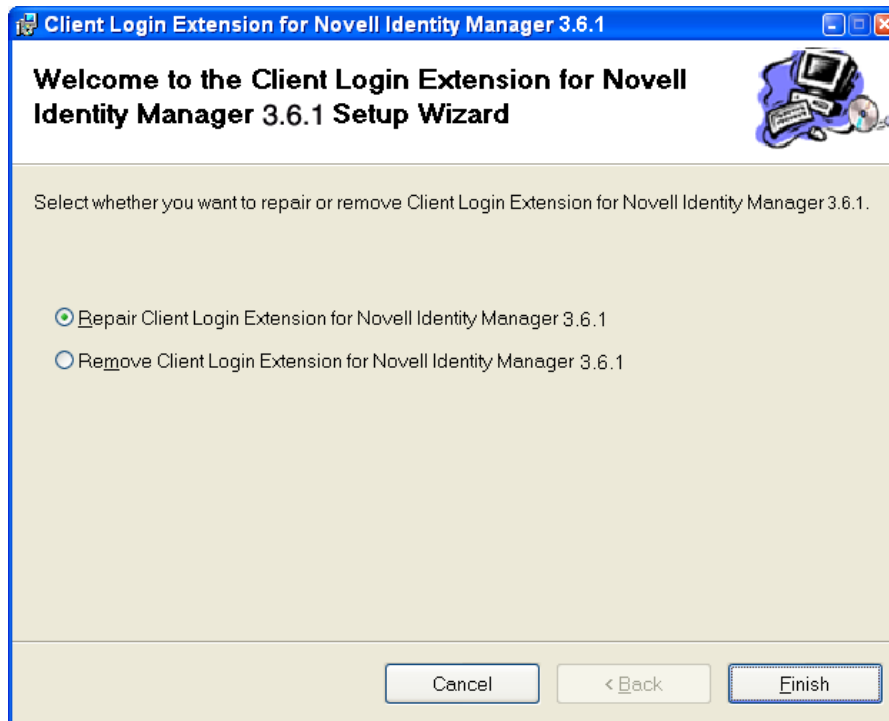 Client Login Extension for Novell Identity Manager 3.6.1
Welcome to the Client Login Extension for Novell
Identity Manager 3.6.1 Setup Wizard
Select whether you want to repair or remove Client Login Extension for Novell Identity Manager 3.6.1.
Repair Client Login Extension for Novell Identity Manager 3.6.1
Remove Client Login Extension for Novell Identity Manager 3.6.1
Cancel
< Back
Finish